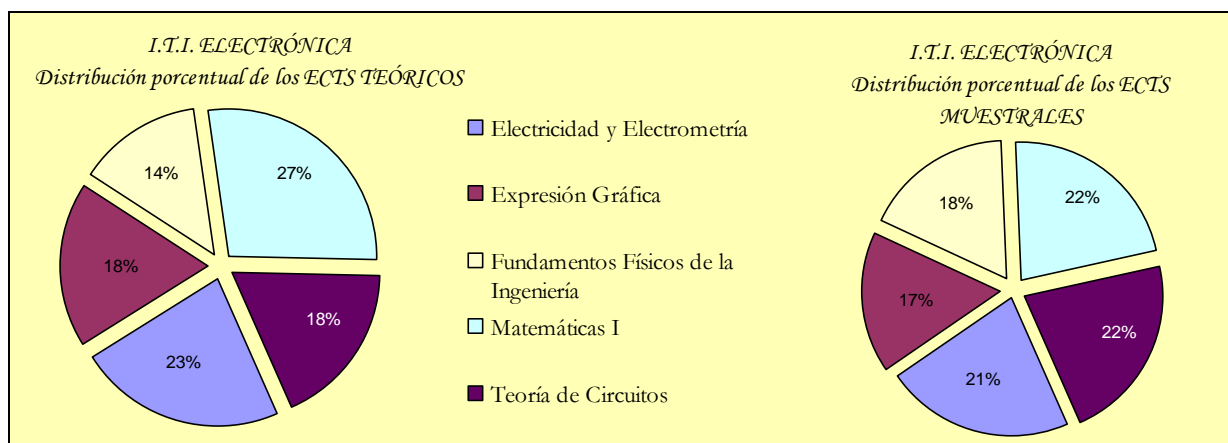 I.T.I. ELECTRÓNICA
Distribución porcentual de los ECTS TEÓRICOS
14%
27%
18%
18%
23%
Electricidad y Electrometría
Expresión Gráfica
Fundamentos Físicos de la
Ingeniería
Matemáticas I
Teoría de Circuitos
I.T.I. ELECTRÓNICA
Distribución porcentual de los ECTS
MUESTRALES
18%
22%
17%
22%
21%